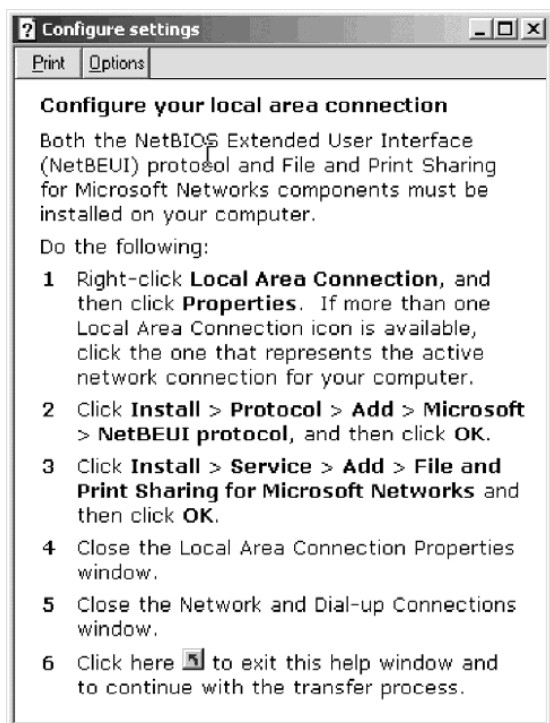 Configure settings
Print Options
Configure your local area connection
Both the NetBIOS Extended User Interface
(NetBEUI) protocol and File and Print Sharing
for Microsoft Networks components must be
installed on your computer.
Do the following:
1 Right-click Local Area Connection, and
then click Properties. If more than one
Local Area Connection icon is available,
click the one that represents the active
network connection for your computer.
2 Click Install > Protocol > Add > Microsoft
> NetBEUI protocol, and then click OK.
3 Click Install > Service > Add > File and
Print Sharing for Microsoft Networks and
then click OK.
4 Close the Local Area Connection Properties
window.
5 Close the Network and Dial-up Connections
window.
6 Click here to exit this help window and
to continue with the transfer process.